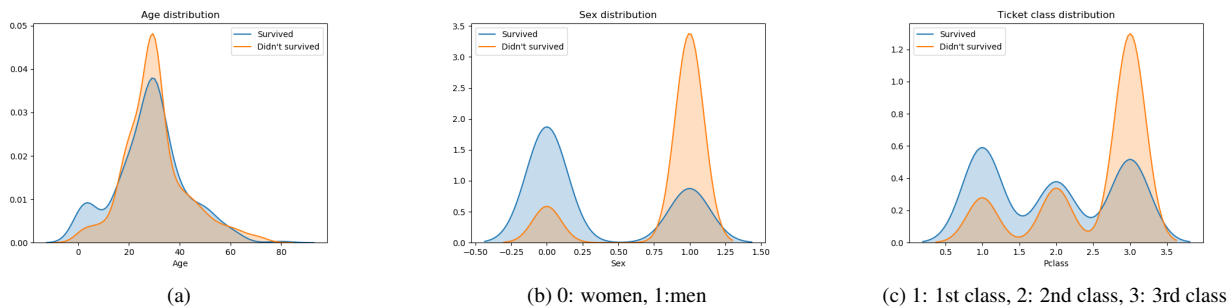 Age distribution
Survived
Didn't survived
0.05
0.04
0.03
0.02
0.01
0.00
0 20 40 60 80
Age
(a)
Sex distribution
Survived
Didn't survived
3.5
3.0
2.5
2.0
1.5
1.0
0.5
0.0
−0.50 −0.25 0.00 0.25 0.50 0.75 1.00 1.25 1.50
Sex
(b) 0: women, 1:men
Ticket class distribution
Survived
Didn't survived
1.2
1.0
0.8
0.6
0.4
0.2
0.0
0.5 1.0 1.5 2.0 2.5 3.0 3.5
Pclass
(c) 1: 1st class, 2: 2nd class, 3: 3rd class